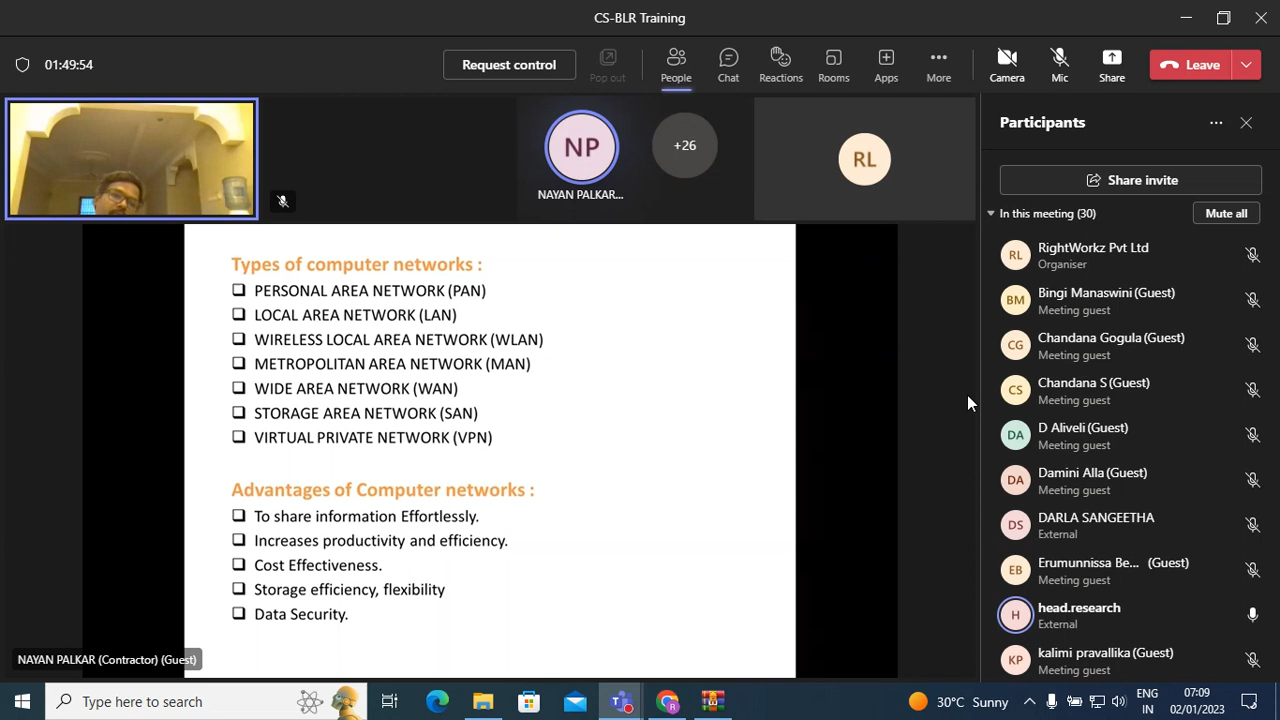 CS-BLR Training
01:49:54
Request control
Pop out
People
Chat
Reactions
Rooms
Apps
More
Camera
Mic
Share
Leave
NP
NAYAN PALKAR...
+26
RL
Participants
Share invite
In this meeting (30)
Mute all
RL
RightWorkz Pvt Ltd
Organiser
BM
Bingi Manaswini (Guest)
Meeting guest
CG
Chandana Gogula (Guest)
Meeting guest
CS
Chandana S (Guest)
Meeting guest
DA
D Aliveli (Guest)
Meeting guest
DA
Damini Alla (Guest)
Meeting guest
DS
DARLA SANGEETHA
External
EB
Erumunnissa Be... (Guest)
Meeting guest
H
head.research
External
KP
kalimi pravallika (Guest)
Meeting guest
Types of computer networks :
PERSONAL AREA NETWORK (PAN)
LOCAL AREA NETWORK (LAN)
WIRELESS LOCAL AREA NETWORK (WLAN)
METROPOLITAN AREA NETWORK (MAN)
WIDE AREA NETWORK (WAN)
STORAGE AREA NETWORK (SAN)
VIRTUAL PRIVATE NETWORK (VPN)
Advantages of Computer networks :
To share information Effortlessly.
Increases productivity and efficiency.
Cost Effectiveness.
Storage efficiency, flexibility
Data Security.
NAYAN PALKAR (Contractor) (Guest)
Type here to search
30°C Sunny
ENG
IN
07:09
02/01/2023